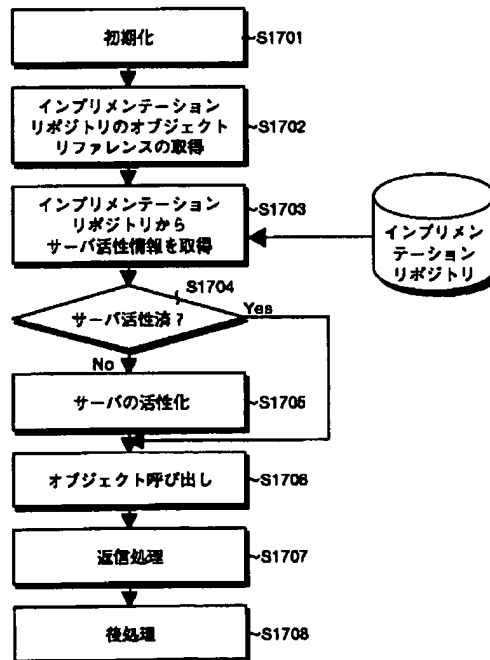 初期化
S1701
インプリメンテーション
リポジトリのオブジェクト
リファレンスの取得
S1702
インプリメンテーション
リポジトリから
サーバ活性情報を取得
S1703
インプリメン
テーション
リポジトリ
S1704
サーバ活性済?
Yes
No
サーバの活性化
S1705
オブジェクト呼び出し
S1706
返信処理
S1707
後処理
S1708